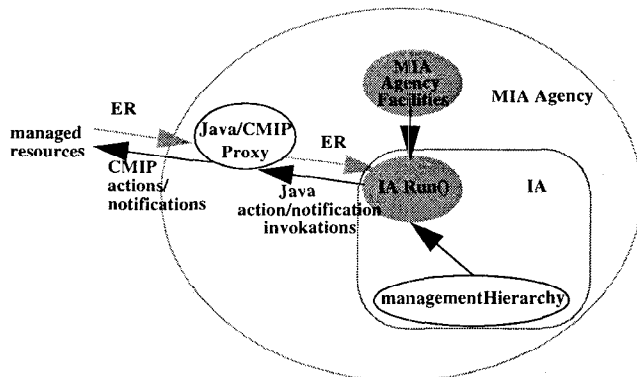 MIA
Agency
Facilities
MIA Agency
ER
Java/CMIP
Proxy
ER
managed
resources
CMIP
actions/
notifications
Java
action/notification
invokations
IA Run()
IA
managementHierarchy